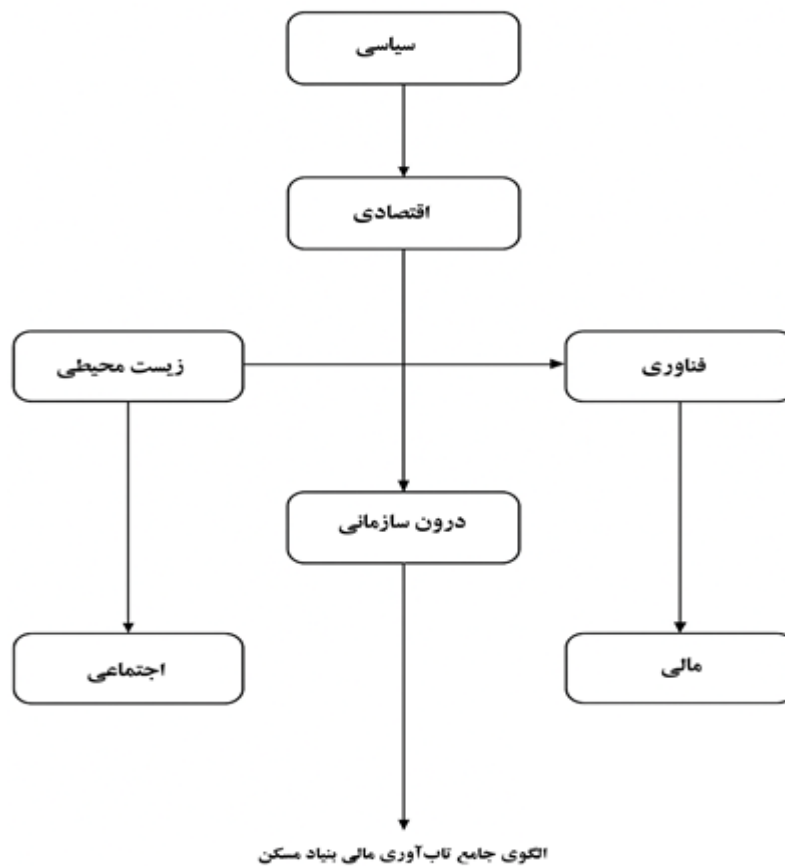 سیاسی
اقتصادی
زیست محیطی
فناوری
درون سازمانی
اجتماعی
مالی
الگوی جامع تاب‌آوری مالی بنیاد مسکن